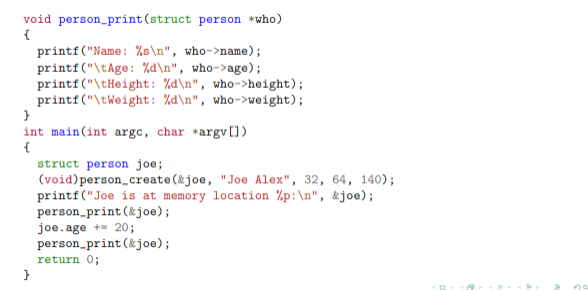 void person_print(struct person *who)
{
  printf("Name: %s\n", who->name);
  printf("\tAge: %d\n", who->age);
  printf("\tHeight: %d\n", who->height);
  printf("\tWeight: %d\n", who->weight);
}
int main(int argc, char *argv[])
{
  struct person joe;
  (void)person_create(&joe, "Joe Alex", 32, 64, 140);
  printf("Joe is at memory location %p:\n", &joe);
  person_print(&joe);
  joe.age += 20;
  person_print(&joe);
  return 0;
}